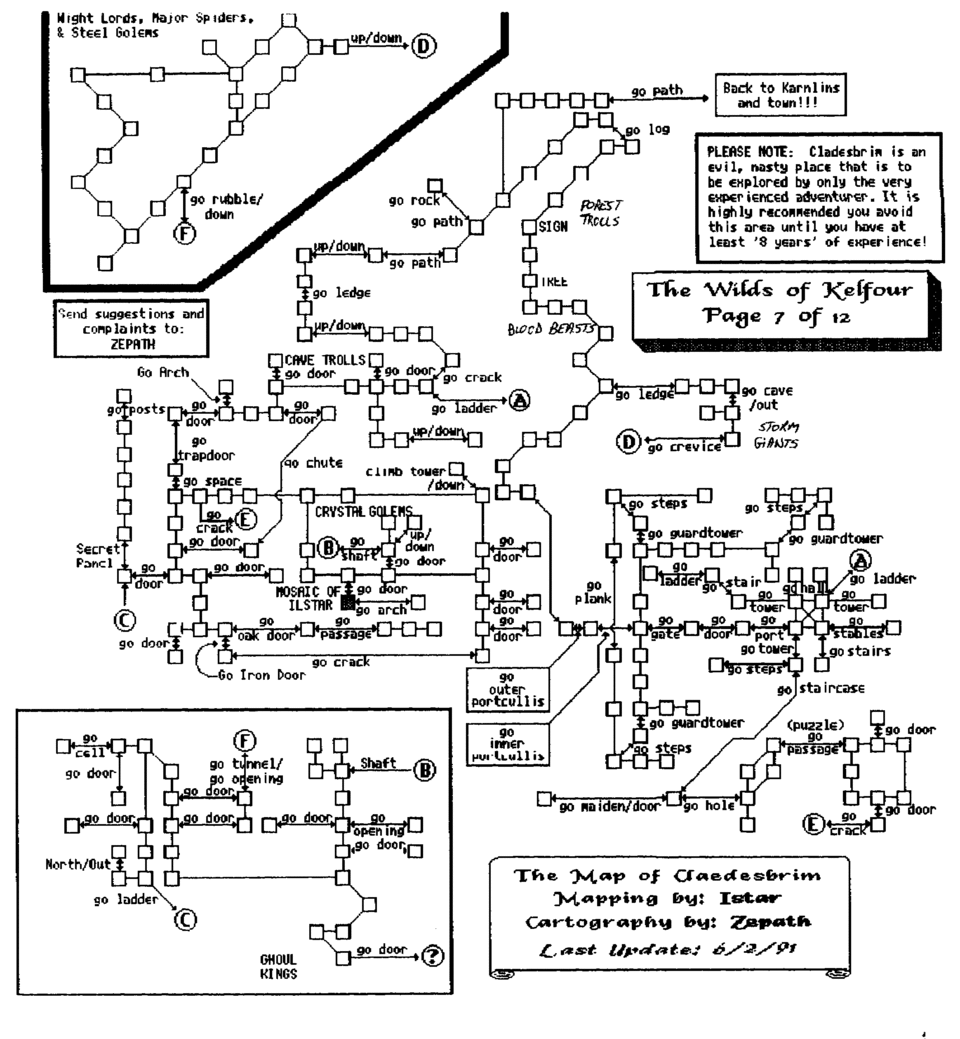 Wight Lords, Major Spiders,
& Steel Golems
up/down
D
go path
Back to Karnlins
and town!!!
go log
PLEASE NOTE: Cladesbrim is an
evil, nasty place that is to
be explored by only the very
experienced adventurer. It is
highly recommended you avoid
this area until you have at
least '8 years' of experience!
go rubble/
down
F
go rock
go path
FOREST
TROLLS
SIGN
up/down
go path
go ledge
TREE
The Wilds of Kelfour
Page 7 of 12
Send suggestions and
complaints to:
ZEPATH
up/down
BLOOD BEASTS
Go Arch
CAVE TROLLS
go door
go door
go crack
go ladder
A
go ledge
go cave
/out
STORM
GIANTS
D
go crevice
go posts
go
door
go
door
go
trapdoor
up/down
go chute
climb tower
/down
go space
go
crack
E
CRYSTAL GOLEMS
go steps
go steps
go guardtower
go guardtower
go door
B
go
shaft
up/
down
go door
go
door
Secret
Panel
go
door
go door
go door
MOSAIC OF
ILSTAR
go arch
go
plank
go
ladder
go stair
go hall
A
go ladder
go
tower
go
tower
C
go door
oak door
go
passage
go
door
go
door
go
gate
go
door
go
port
go
stables
go tower
go stairs
Go Iron Door
go crack
go steps
go
outer
portcullis
go staircase
go
inner
portcullis
go guardtower
go steps
(puzzle)
go
passage
go door
go
cell
go door
F
go tunnel/
go opening
go door
Shaft
B
go maiden/door
go hole
E
go
crack
go
door
go door
go door
go door
go
opening
go door
North/Out
go ladder
C
The Map of Claedesbrim
Mapping by: Istar
Cartography by: Zepath
Last Update: 6/2/91
GHOUL
KINGS
go door
?